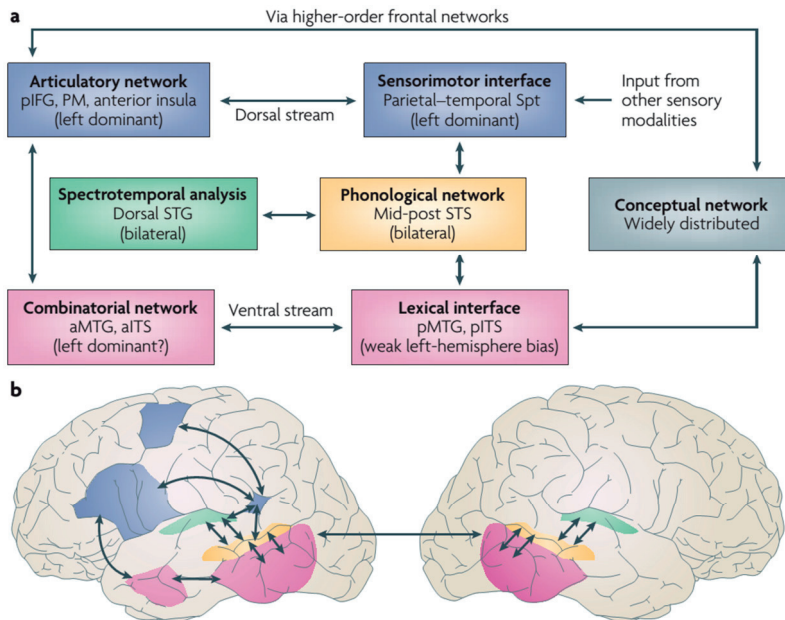 a
Via higher-order frontal networks
Articulatory network
pIFG, PM, anterior insula
(left dominant)
Dorsal stream
Sensorimotor interface
Parietal–temporal Spt
(left dominant)
Input from
other sensory
modalities
Spectrotemporal analysis
Dorsal STG
(bilateral)
Phonological network
Mid-post STS
(bilateral)
Conceptual network
Widely distributed
Combinatorial network
aMTG, aITS
(left dominant?)
Ventral stream
Lexical interface
pMTG, pITS
(weak left-hemisphere bias)
b